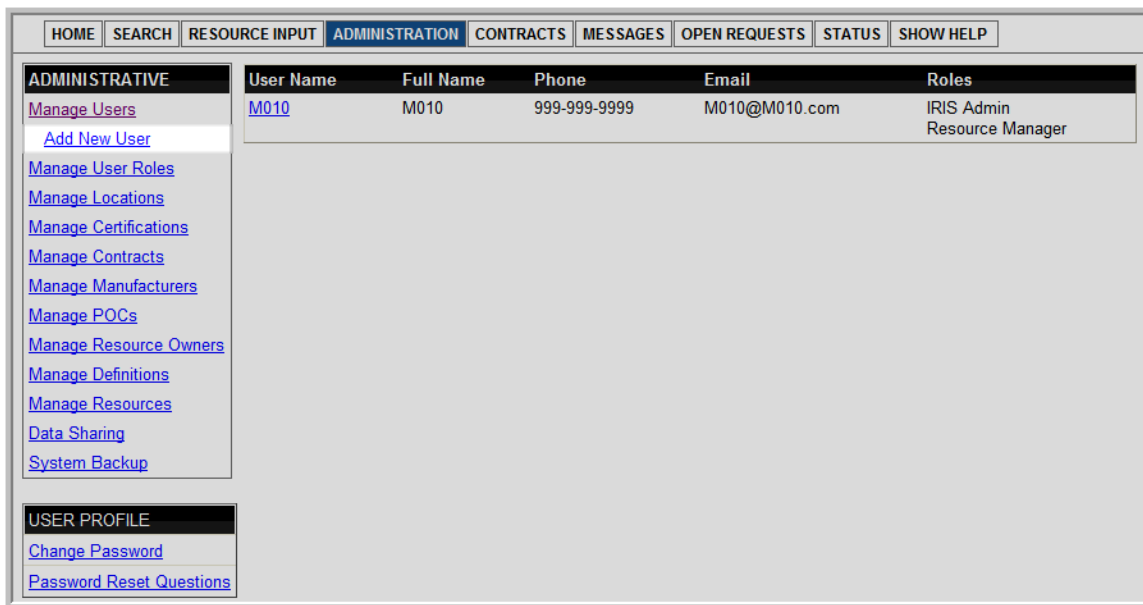 HOME SEARCH RESOURCE INPUT ADMINISTRATION CONTRACTS MESSAGES OPEN REQUESTS STATUS SHOW HELP
ADMINISTRATIVE
Manage Users
Add New User
Manage User Roles
Manage Locations
Manage Certifications
Manage Contracts
Manage Manufacturers
Manage POCs
Manage Resource Owners
Manage Definitions
Manage Resources
Data Sharing
System Backup
USER PROFILE
Change Password
Password Reset Questions
User Name Full Name Phone Email Roles
M010 M010 999-999-9999 M010@M010.com IRIS Admin
Resource Manager